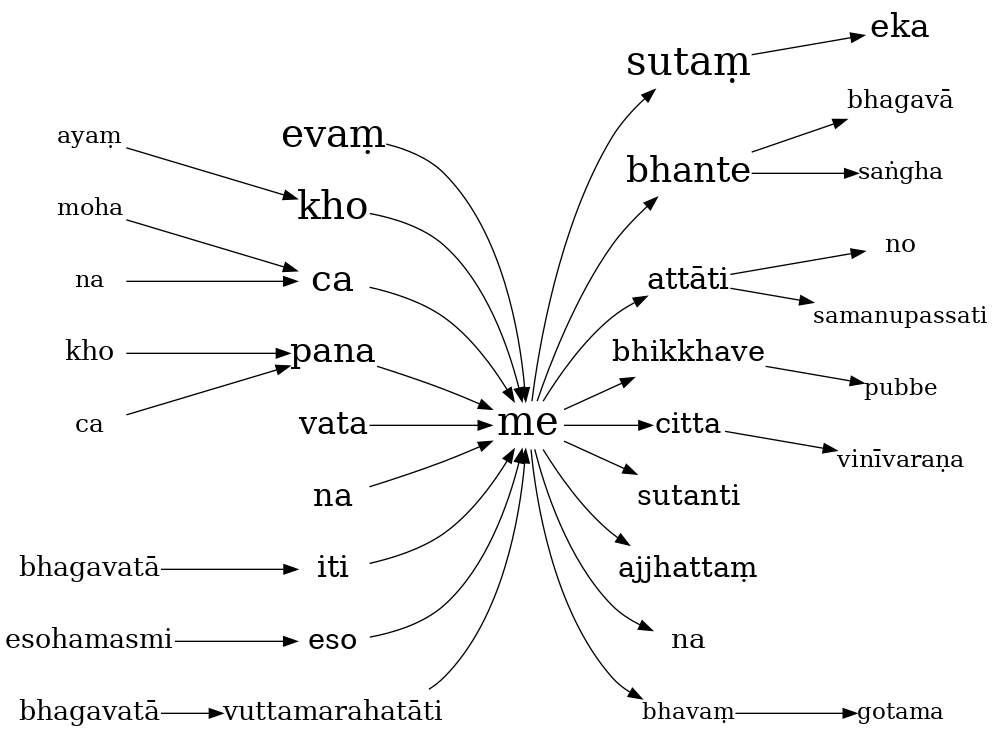 eka
sutaṃ
bhagavā
evaṃ
ayaṃ
bhante
saṅgha
kho
moha
no
na
ca
attāti
samanupassati
kho
pana
bhikkhave
pubbe
ca
vata
me
citta
vinīvaraṇa
na
sutanti
bhagavatā
iti
ajjhattaṃ
esohamasmi
eso
na
bhagavatā
vuttamarahatāti
bhavaṃ
gotama